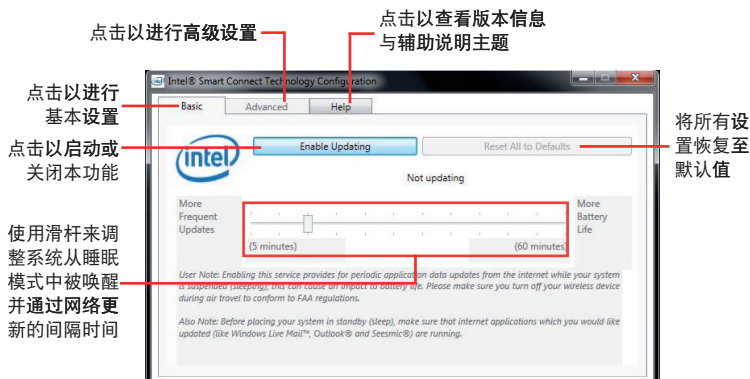 点击以进行高级设置
点击以查看版本信息
与辅助说明主题
Intel® Smart Connect Technology Configuration
点击以进行
基本设置
Basic
Advanced
Help
点击以启动或
关闭本功能
intel
Enable Updating
Reset All to Defaults
将所有设
置恢复至
默认值
Not updating
More
Frequent
Updates
More
Battery
Life
(5 minutes)
(60 minutes)
使用滑杆来调
整系统从睡眠
模式中被唤醒
并通过网络更
新的间隔时间
User Note: Enabling this service provides for periodic application data updates from the internet while your system
is suspended (sleeping); this can cause an impact to battery life. Please make sure you turn off your wireless device
during air travel to conform to FAA regulations.
Also Note: Before placing your system in standby (sleep), make sure that internet applications which you would like
updated (like Windows Live Mail™, Outlook® and Seesmic®) are running.